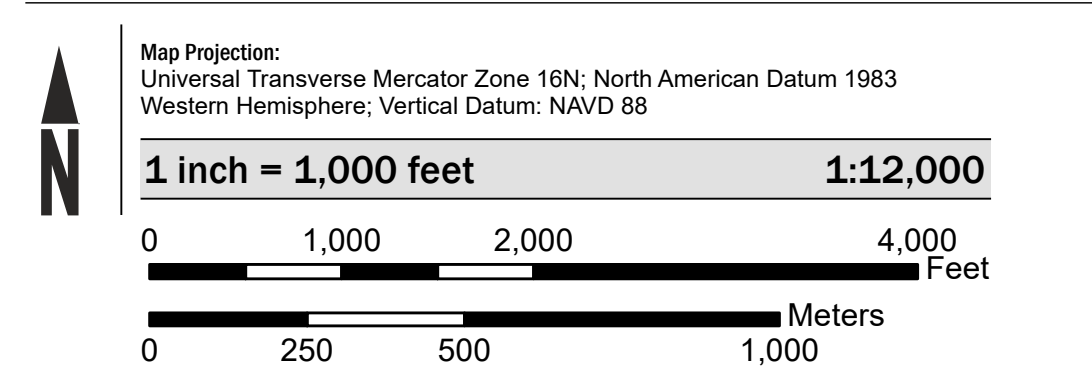 N
Map Projection:
Universal Transverse Mercator Zone 16N; North American Datum 1983
Western Hemisphere; Vertical Datum: NAVD 88
1 inch = 1,000 feet 1:12,000
0 1,000 2,000 4,000
Feet
Meters
0 250 500 1,000